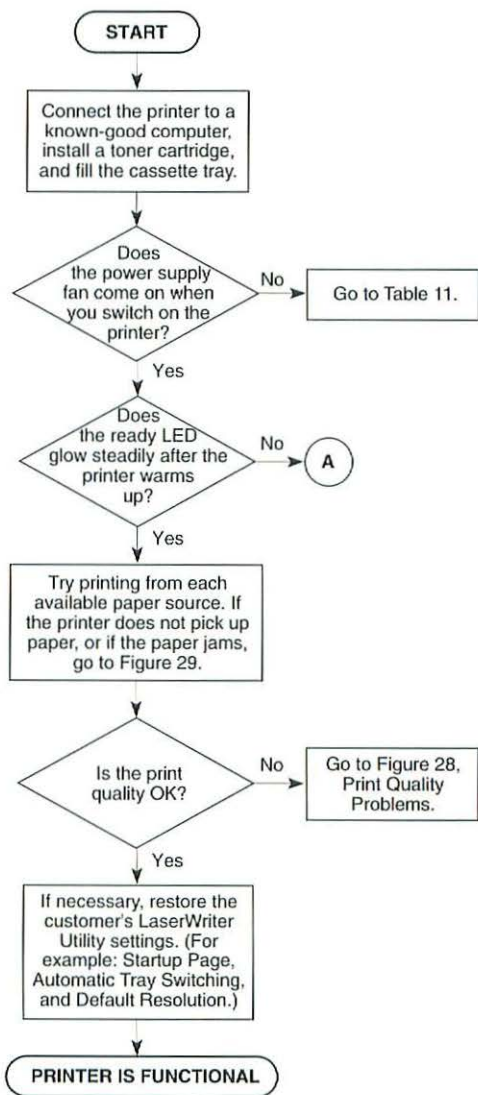 START
Connect the printer to a
known-good computer,
install a toner cartridge,
and fill the cassette tray.
Does
the power supply
fan come on when
you switch on the
printer?
No
Go to Table 11.
Yes
Does
the ready LED
glow steadily after the
printer warms
up?
No
A
Yes
Try printing from each
available paper source. If
the printer does not pick up
paper, or if the paper jams,
go to Figure 29.
Is the print
quality OK?
No
Go to Figure 28,
Print Quality
Problems.
Yes
If necessary, restore the
customer's LaserWriter
Utility settings. (For
example: Startup Page,
Automatic Tray Switching,
and Default Resolution.)
PRINTER IS FUNCTIONAL